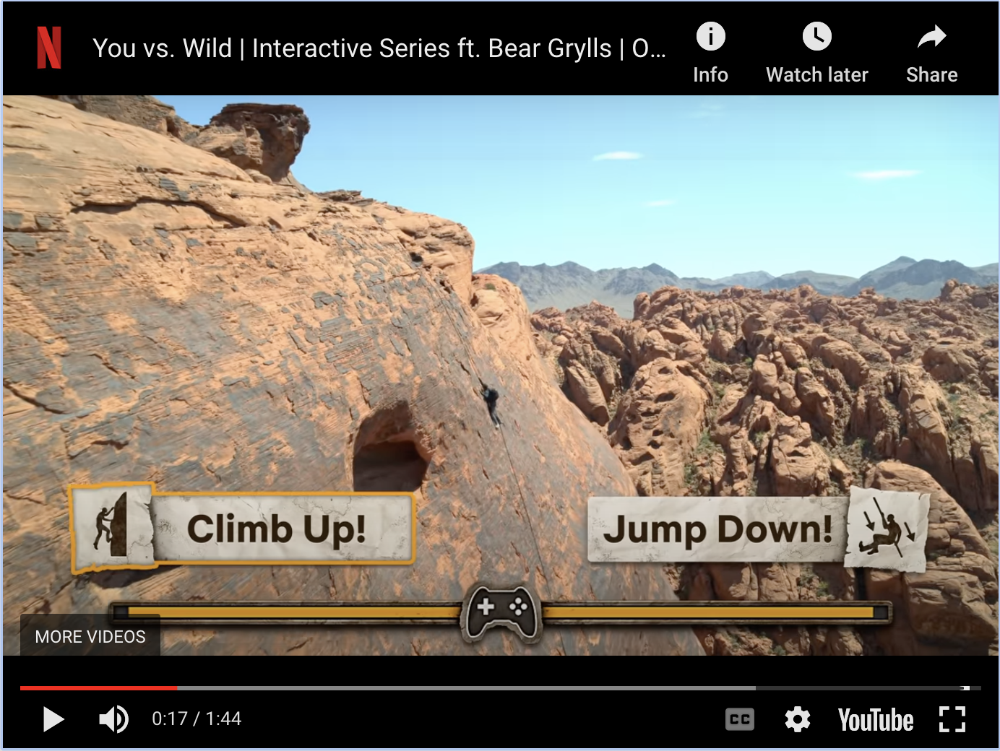 You vs. Wild | Interactive Series ft. Bear Grylls | O...
Info
Watch later
Share
Climb Up!
Jump Down!
MORE VIDEOS
0:17 / 1:44
CC
YouTube